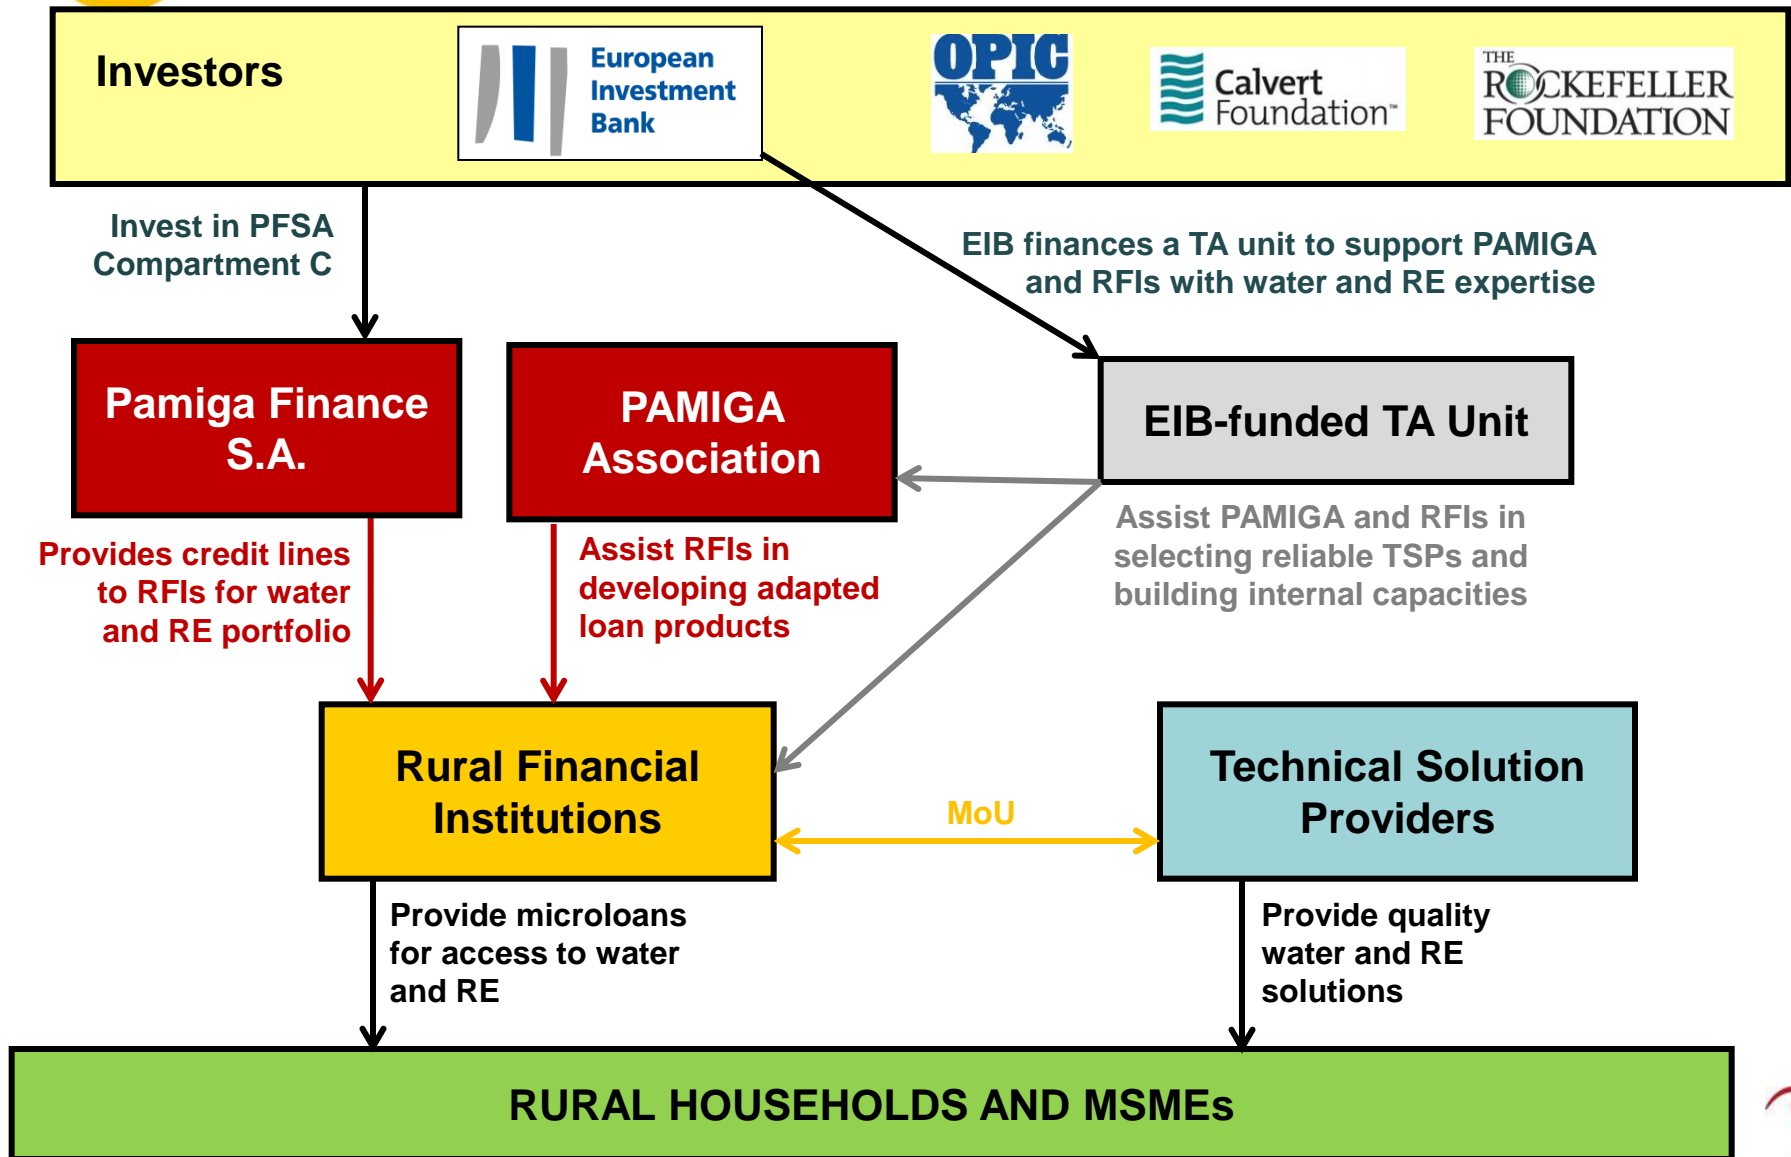 Investors
European
Investment
Bank
OPIC
Calvert
Foundation™
THE
ROCKEFELLER
FOUNDATION
Invest in PFSA
Compartment C
EIB finances a TA unit to support PAMIGA
and RFIs with water and RE expertise
Pamiga Finance
S.A.
PAMIGA
Association
EIB-funded TA Unit
Provides credit lines
to RFIs for water
and RE portfolio
Assist RFIs in
developing adapted
loan products
Assist PAMIGA and RFIs in
selecting reliable TSPs and
building internal capacities
Rural Financial
Institutions
MoU
Technical Solution
Providers
Provide microloans
for access to water
and RE
Provide quality
water and RE
solutions
RURAL HOUSEHOLDS AND MSMEs